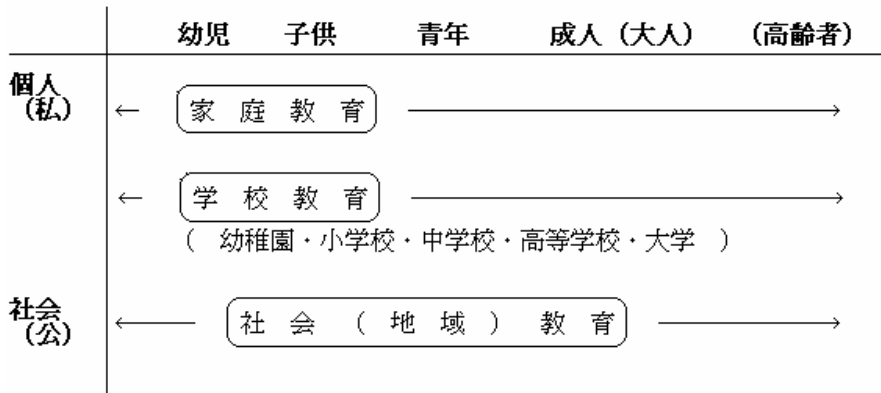 幼児 子供 青年 成人（大人） （高齢者）
個人
（私）
← 家庭教育 →
← 学校教育 →
（ 幼稚園・小学校・中学校・高等学校・大学 ）
社会
（公）
← 社会（地域）教育 →